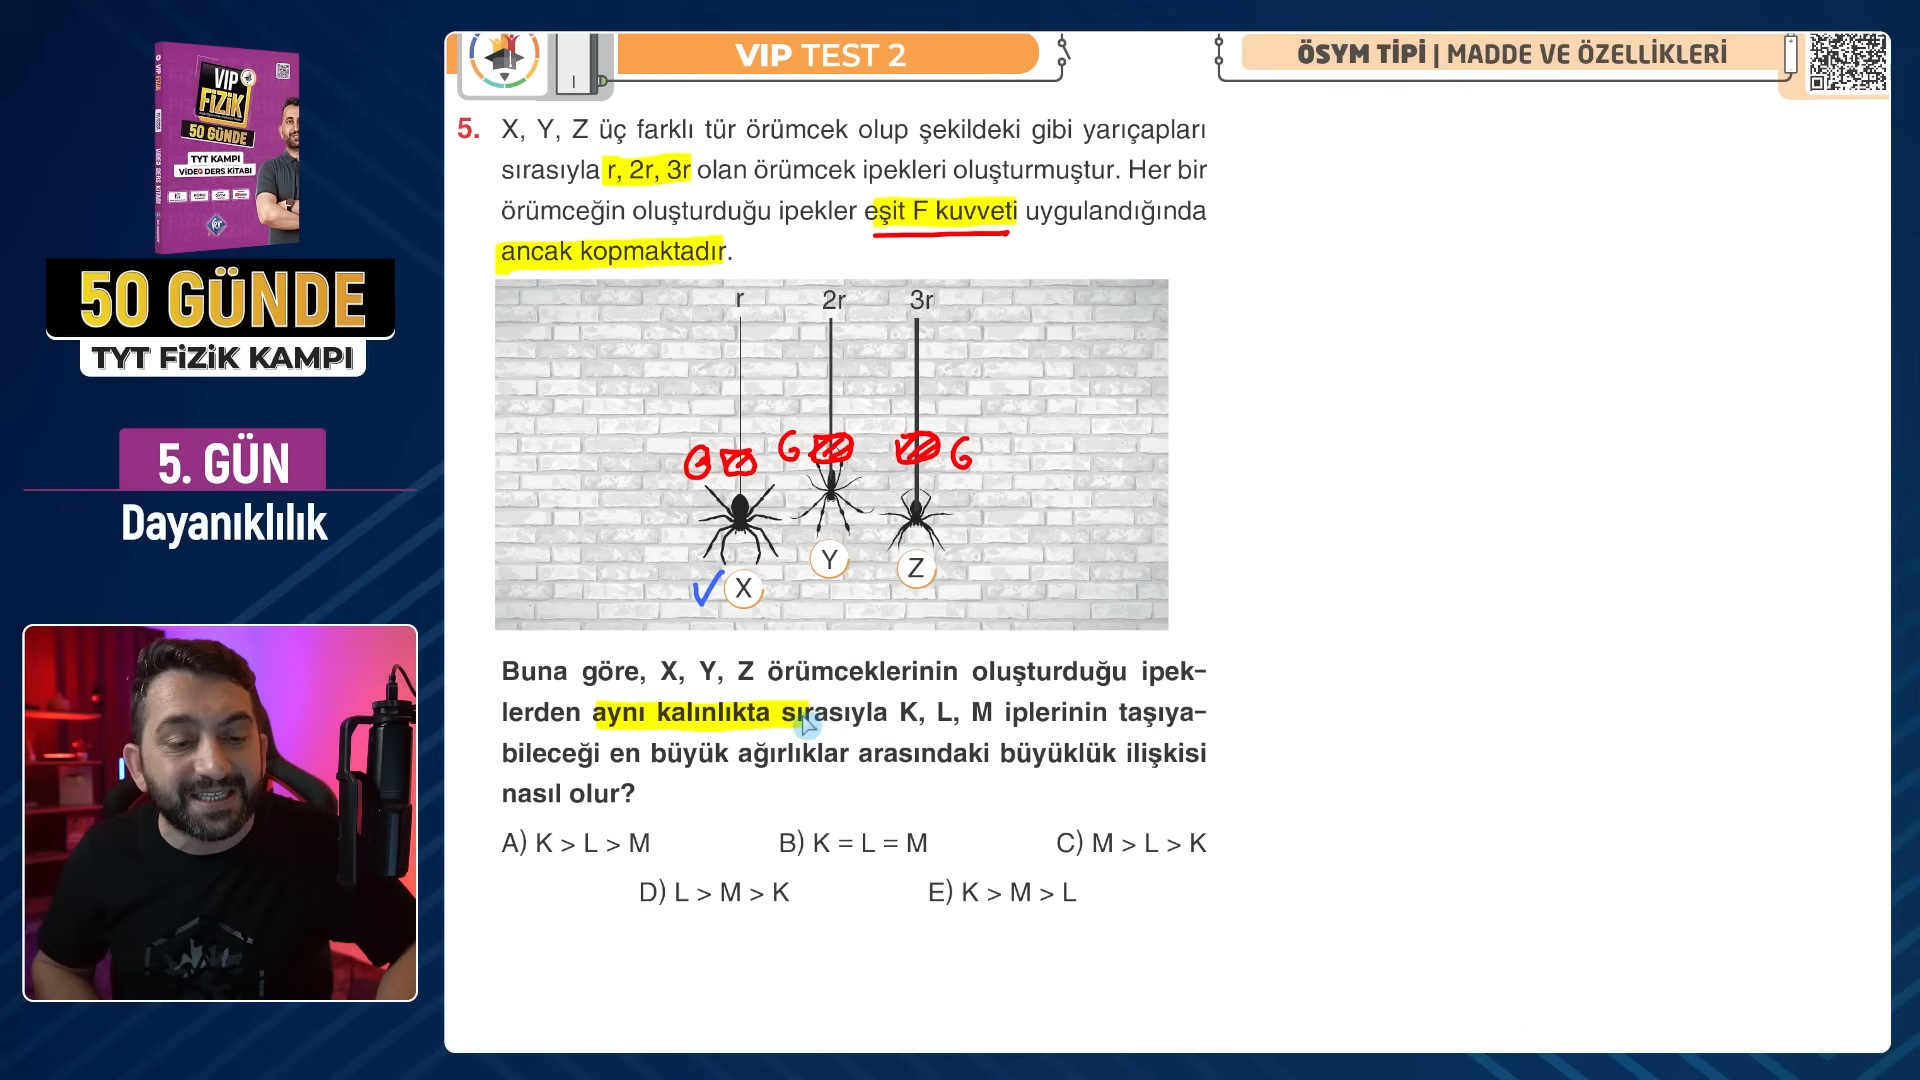 VIP
FİZİK
50 GÜNDE
TYT KAMPI
VİDEO DERS KİTABI
50 GÜNDE
TYT FİZİK KAMPI
5. GÜN
Dayanıklılık
VIP TEST 2
ÖSYM TİPİ | MADDE VE ÖZELLİKLERİ
5. X, Y, Z üç farklı tür örümcek olup şekildeki gibi yarıçapları
sırasıyla r, 2r, 3r olan örümcek ipekleri oluşturmuştur. Her bir
örümceğin oluşturduğu ipekler eşit F kuvveti uygulandığında
ancak kopmaktadır.
r 2r 3r
G G G
X Y Z
Buna göre, X, Y, Z örümceklerinin oluşturduğu ipek-
lerden aynı kalınlıkta sırasıyla K, L, M iplerinin taşıya-
bileceği en büyük ağırlıklar arasındaki büyüklük ilişkisi
nasıl olur?
A) K > L > M B) K = L = M C) M > L > K
D) L > M > K E) K > M > L